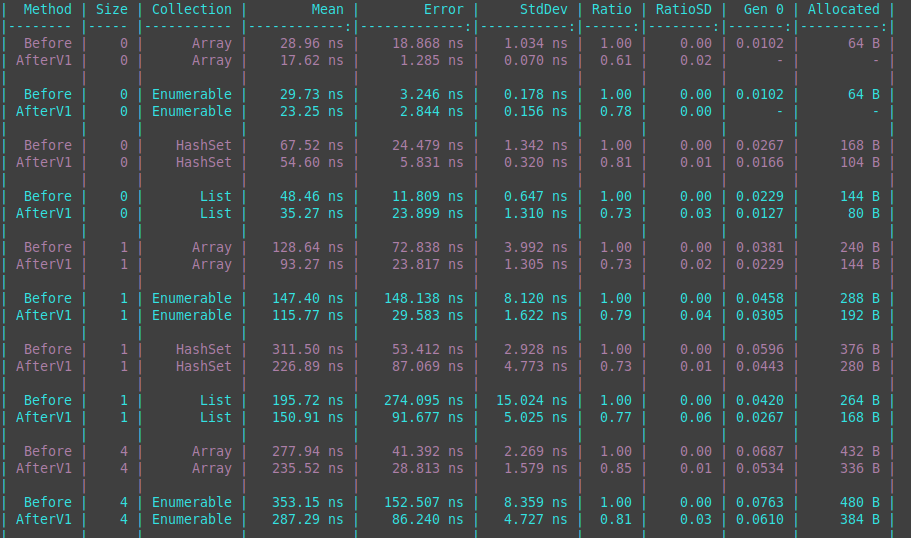 |  Method | Size | Collection |        Mean |       Error |     StdDev | Ratio | RatioSD |  Gen 0 | Allocated |
|-------- |----- |----------- |------------:|------------:|-----------:|------:|--------:|-------:|----------:|
|  Before |    0 |      Array |    28.96 ns |   18.868 ns |   1.034 ns |  1.00 |    0.00 | 0.0102 |      64 B |
| AfterV1 |    0 |      Array |    17.62 ns |    1.285 ns |   0.070 ns |  0.61 |    0.02 |      - |         - |
|         |      |            |             |             |            |       |         |        |           |
|  Before |    0 | Enumerable |    29.73 ns |    3.246 ns |   0.178 ns |  1.00 |    0.00 | 0.0102 |      64 B |
| AfterV1 |    0 | Enumerable |    23.25 ns |    2.844 ns |   0.156 ns |  0.78 |    0.00 |      - |         - |
|         |      |            |             |             |            |       |         |        |           |
|  Before |    0 |    HashSet |    67.52 ns |   24.479 ns |   1.342 ns |  1.00 |    0.00 | 0.0267 |     168 B |
| AfterV1 |    0 |    HashSet |    54.60 ns |    5.831 ns |   0.320 ns |  0.81 |    0.01 | 0.0166 |     104 B |
|         |      |            |             |             |            |       |         |        |           |
|  Before |    0 |       List |    48.46 ns |   11.809 ns |   0.647 ns |  1.00 |    0.00 | 0.0229 |     144 B |
| AfterV1 |    0 |       List |    35.27 ns |   23.899 ns |   1.310 ns |  0.73 |    0.03 | 0.0127 |      80 B |
|         |      |            |             |             |            |       |         |        |           |
|  Before |    1 |      Array |   128.64 ns |   72.838 ns |   3.992 ns |  1.00 |    0.00 | 0.0381 |     240 B |
| AfterV1 |    1 |      Array |    93.27 ns |   23.817 ns |   1.305 ns |  0.73 |    0.02 | 0.0229 |     144 B |
|         |      |            |             |             |            |       |         |        |           |
|  Before |    1 | Enumerable |   147.40 ns |  148.138 ns |   8.120 ns |  1.00 |    0.00 | 0.0458 |     288 B |
| AfterV1 |    1 | Enumerable |   115.77 ns |   29.583 ns |   1.622 ns |  0.79 |    0.04 | 0.0305 |     192 B |
|         |      |            |             |             |            |       |         |        |           |
|  Before |    1 |    HashSet |   311.50 ns |   53.412 ns |   2.928 ns |  1.00 |    0.00 | 0.0596 |     376 B |
| AfterV1 |    1 |    HashSet |   226.89 ns |   87.069 ns |   4.773 ns |  0.73 |    0.01 | 0.0443 |     280 B |
|         |      |            |             |             |            |       |         |        |           |
|  Before |    1 |       List |   195.72 ns |  274.095 ns |  15.024 ns |  1.00 |    0.00 | 0.0420 |     264 B |
| AfterV1 |    1 |       List |   150.91 ns |   91.677 ns |   5.025 ns |  0.77 |    0.06 | 0.0267 |     168 B |
|         |      |            |             |             |            |       |         |        |           |
|  Before |    4 |      Array |   277.94 ns |   41.392 ns |   2.269 ns |  1.00 |    0.00 | 0.0687 |     432 B |
| AfterV1 |    4 |      Array |   235.52 ns |   28.813 ns |   1.579 ns |  0.85 |    0.01 | 0.0534 |     336 B |
|         |      |            |             |             |            |       |         |        |           |
|  Before |    4 | Enumerable |   353.15 ns |  152.507 ns |   8.359 ns |  1.00 |    0.00 | 0.0763 |     480 B |
| AfterV1 |    4 | Enumerable |   287.29 ns |   86.240 ns |   4.727 ns |  0.81 |    0.03 | 0.0610 |     384 B |
|         |      |            |             |             |            |       |         |        |           |